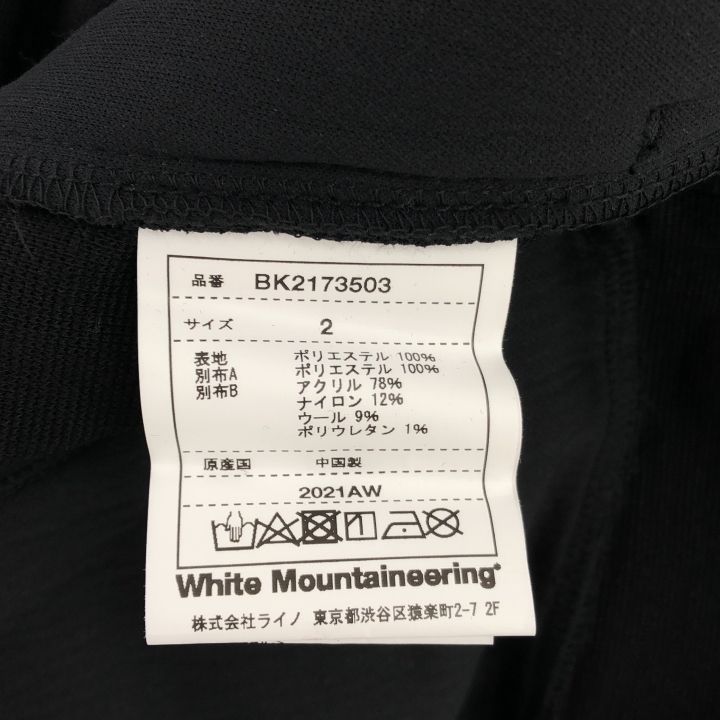 品番 BK2173503
サイズ 2
表地 ポリエステル 100%
別布A ポリエステル 100%
別布B アクリル 78%
ナイロン 12%
ウール 9%
ポリウレタン 1%
原産国 中国製
2021AW
White Mountaineering®
株式会社ライノ 東京都渋谷区猿楽町2-7 2F